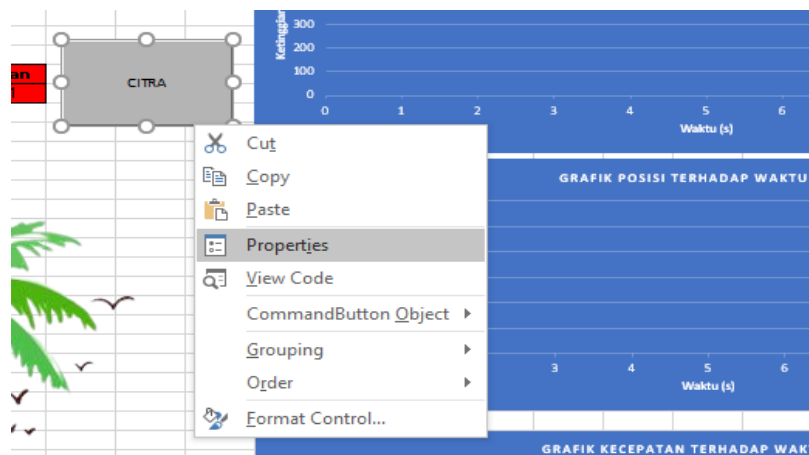 Ketinggian
300
200
100
0
0 1 2 3 4 5 6
Waktu (s)
an
CITRA
Cut
Copy
Paste
Properties
View Code
CommandButton Object
Grouping
Order
Format Control...
GRAFIK POSISI TERHADAP WAKTU
3 4 5 6
Waktu (s)
GRAFIK KECEPATAN TERHADAP WAK